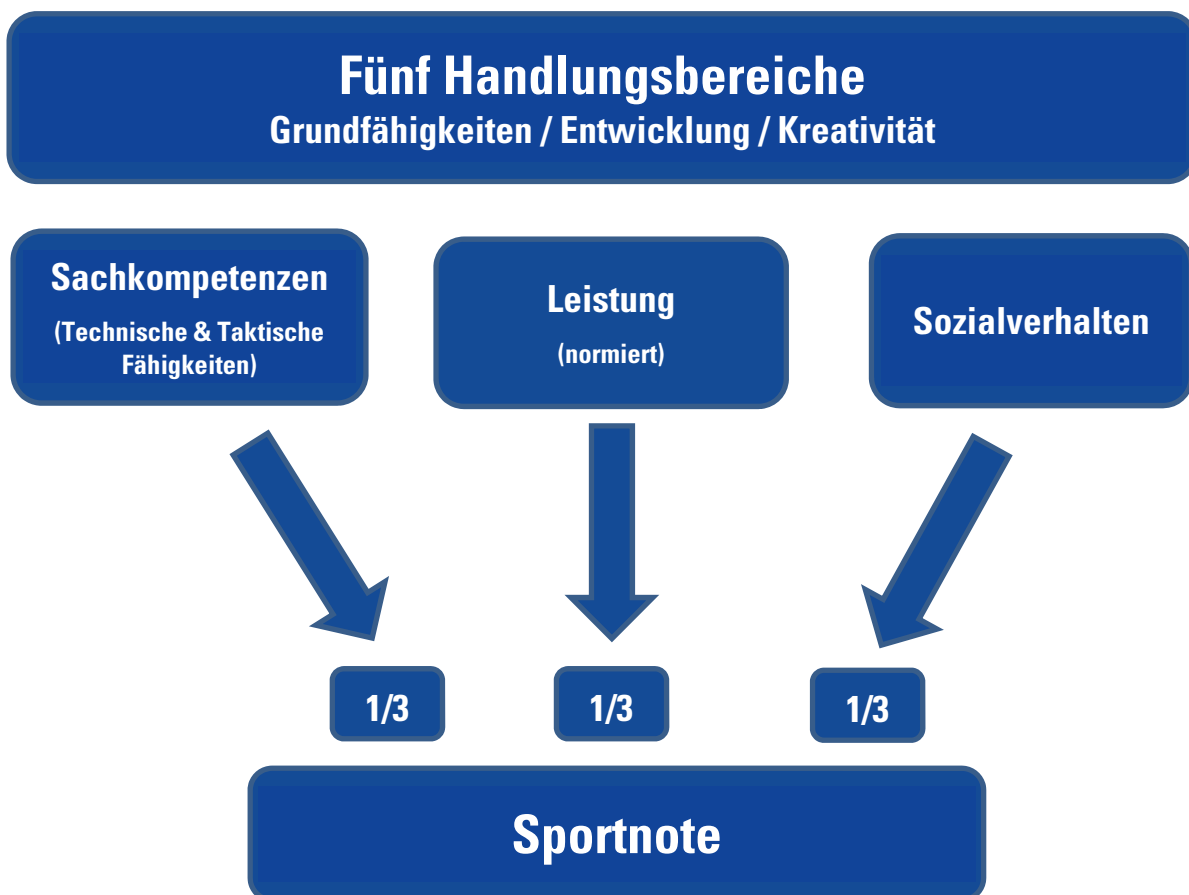 Fünf Handlungsbereiche
Grundfähigkeiten / Entwicklung / Kreativität
Sachkompetenzen
(Technische & Taktische
Fähigkeiten)
Leistung
(normiert)
Sozialverhalten
1/3
1/3
1/3
Sportnote